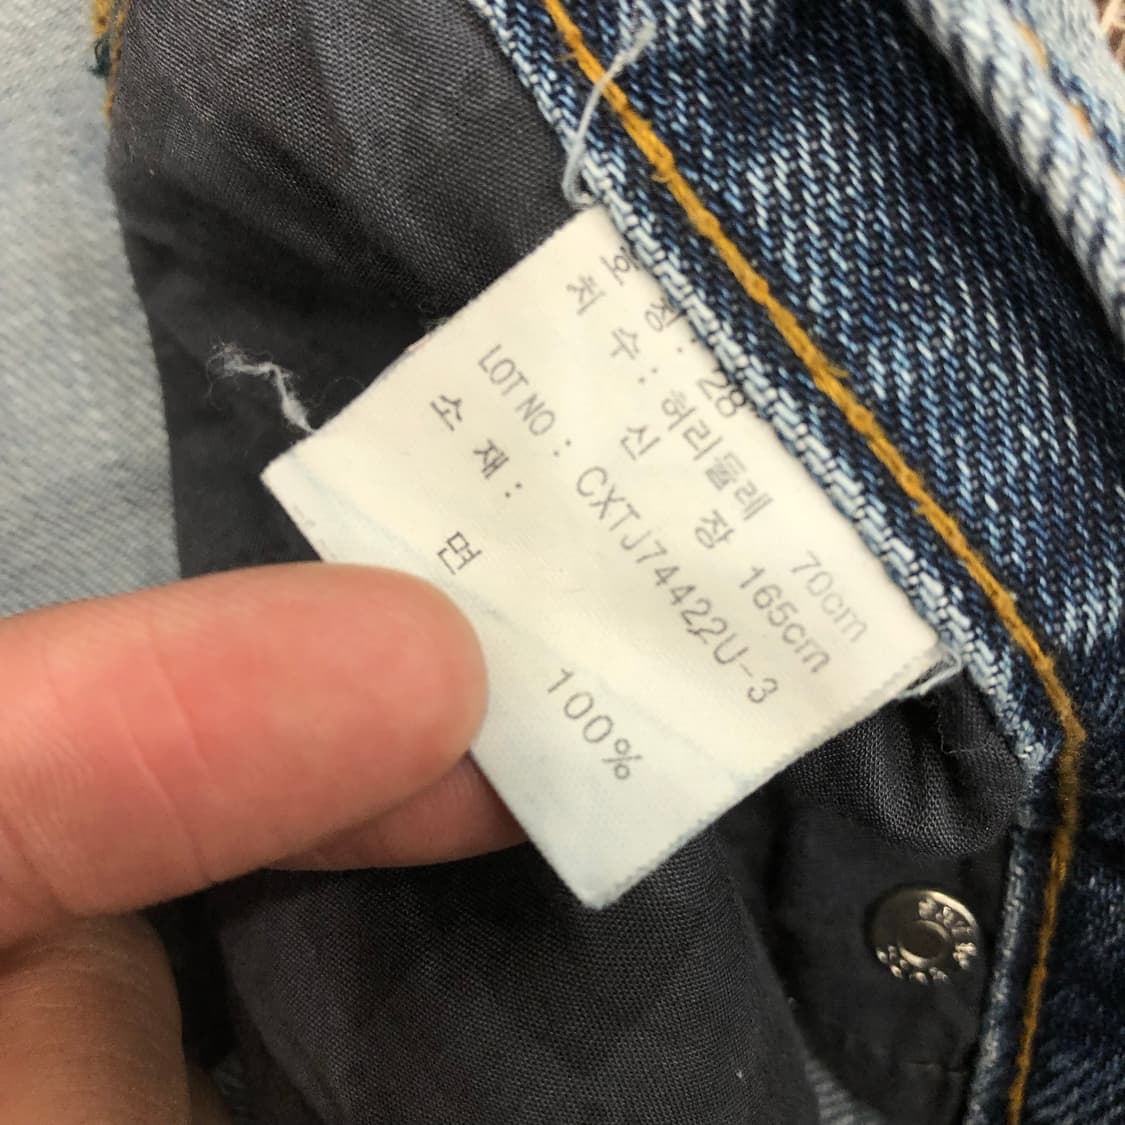 호 칭 : 28
치 수 : 허리둘레 70cm
신 장 165cm
LOT NO : CXTJ74422U-3
소 재 :
면 100%